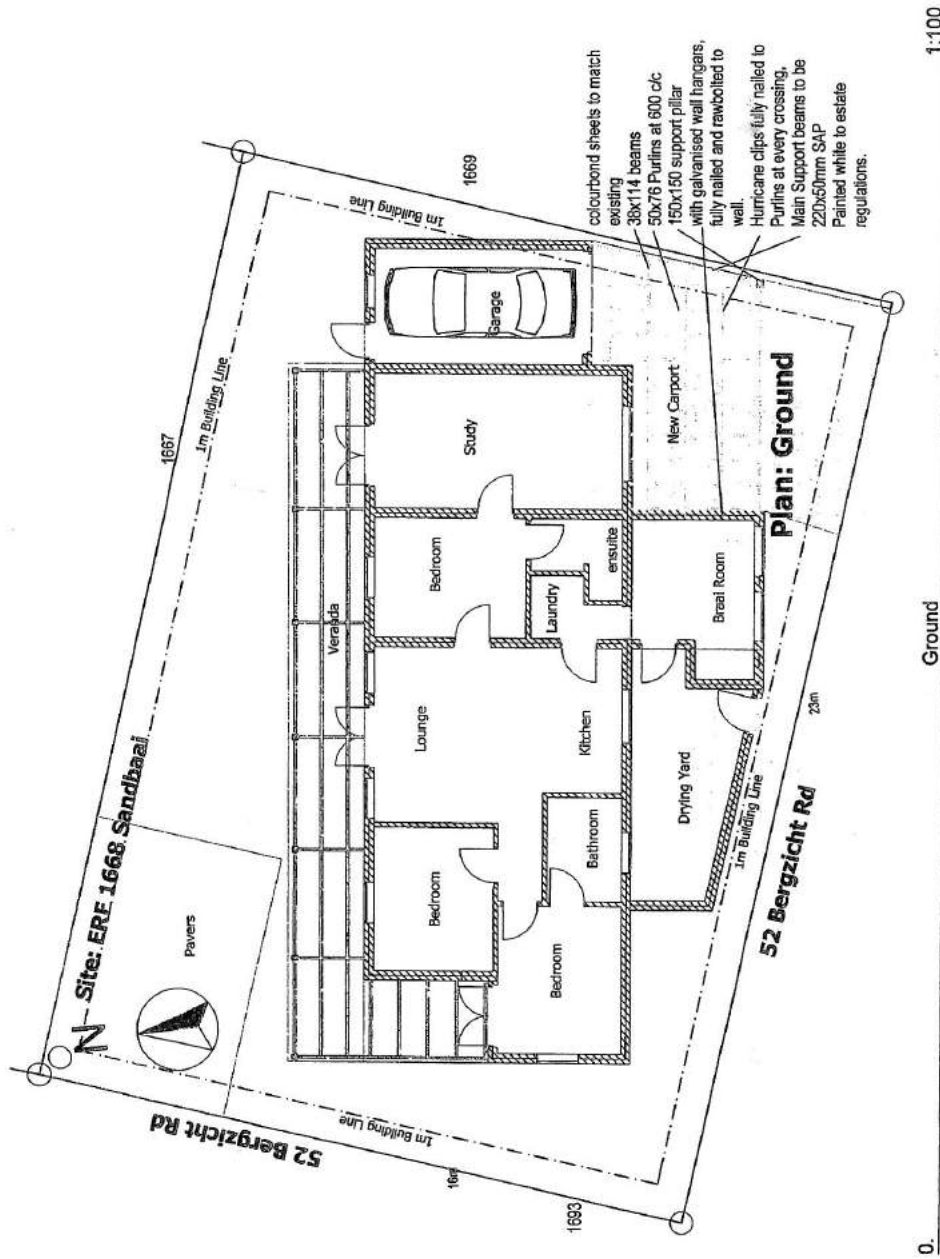 Site: ERF 1668 Sandbaai
N
1667
1m Building Line
1669
1m Building Line
Pavers
52 Bergzicht Rd
1m Building Line
16m
1693
Veranda
Garage
Bedroom
Lounge
Bedroom
Study
Bedroom
Bathroom
Kitchen
Laundry
ensuite
Drying Yard
Braai Room
New Carport
colourbond sheets to match
existing
38x114 beams
50x76 Purlins at 600 c/c
150x150 support pillar
with galvanised wall hangers,
fully nailed and rawbolted to
wall.
Hurricane clips fully nailed to
Purlins at every crossing,
Main Support beams to be
220x50mm SAP
Painted white to estate
regulations.
Plan: Ground
1m Building Line
23m
52 Bergzicht Rd
0.
Ground
1:100